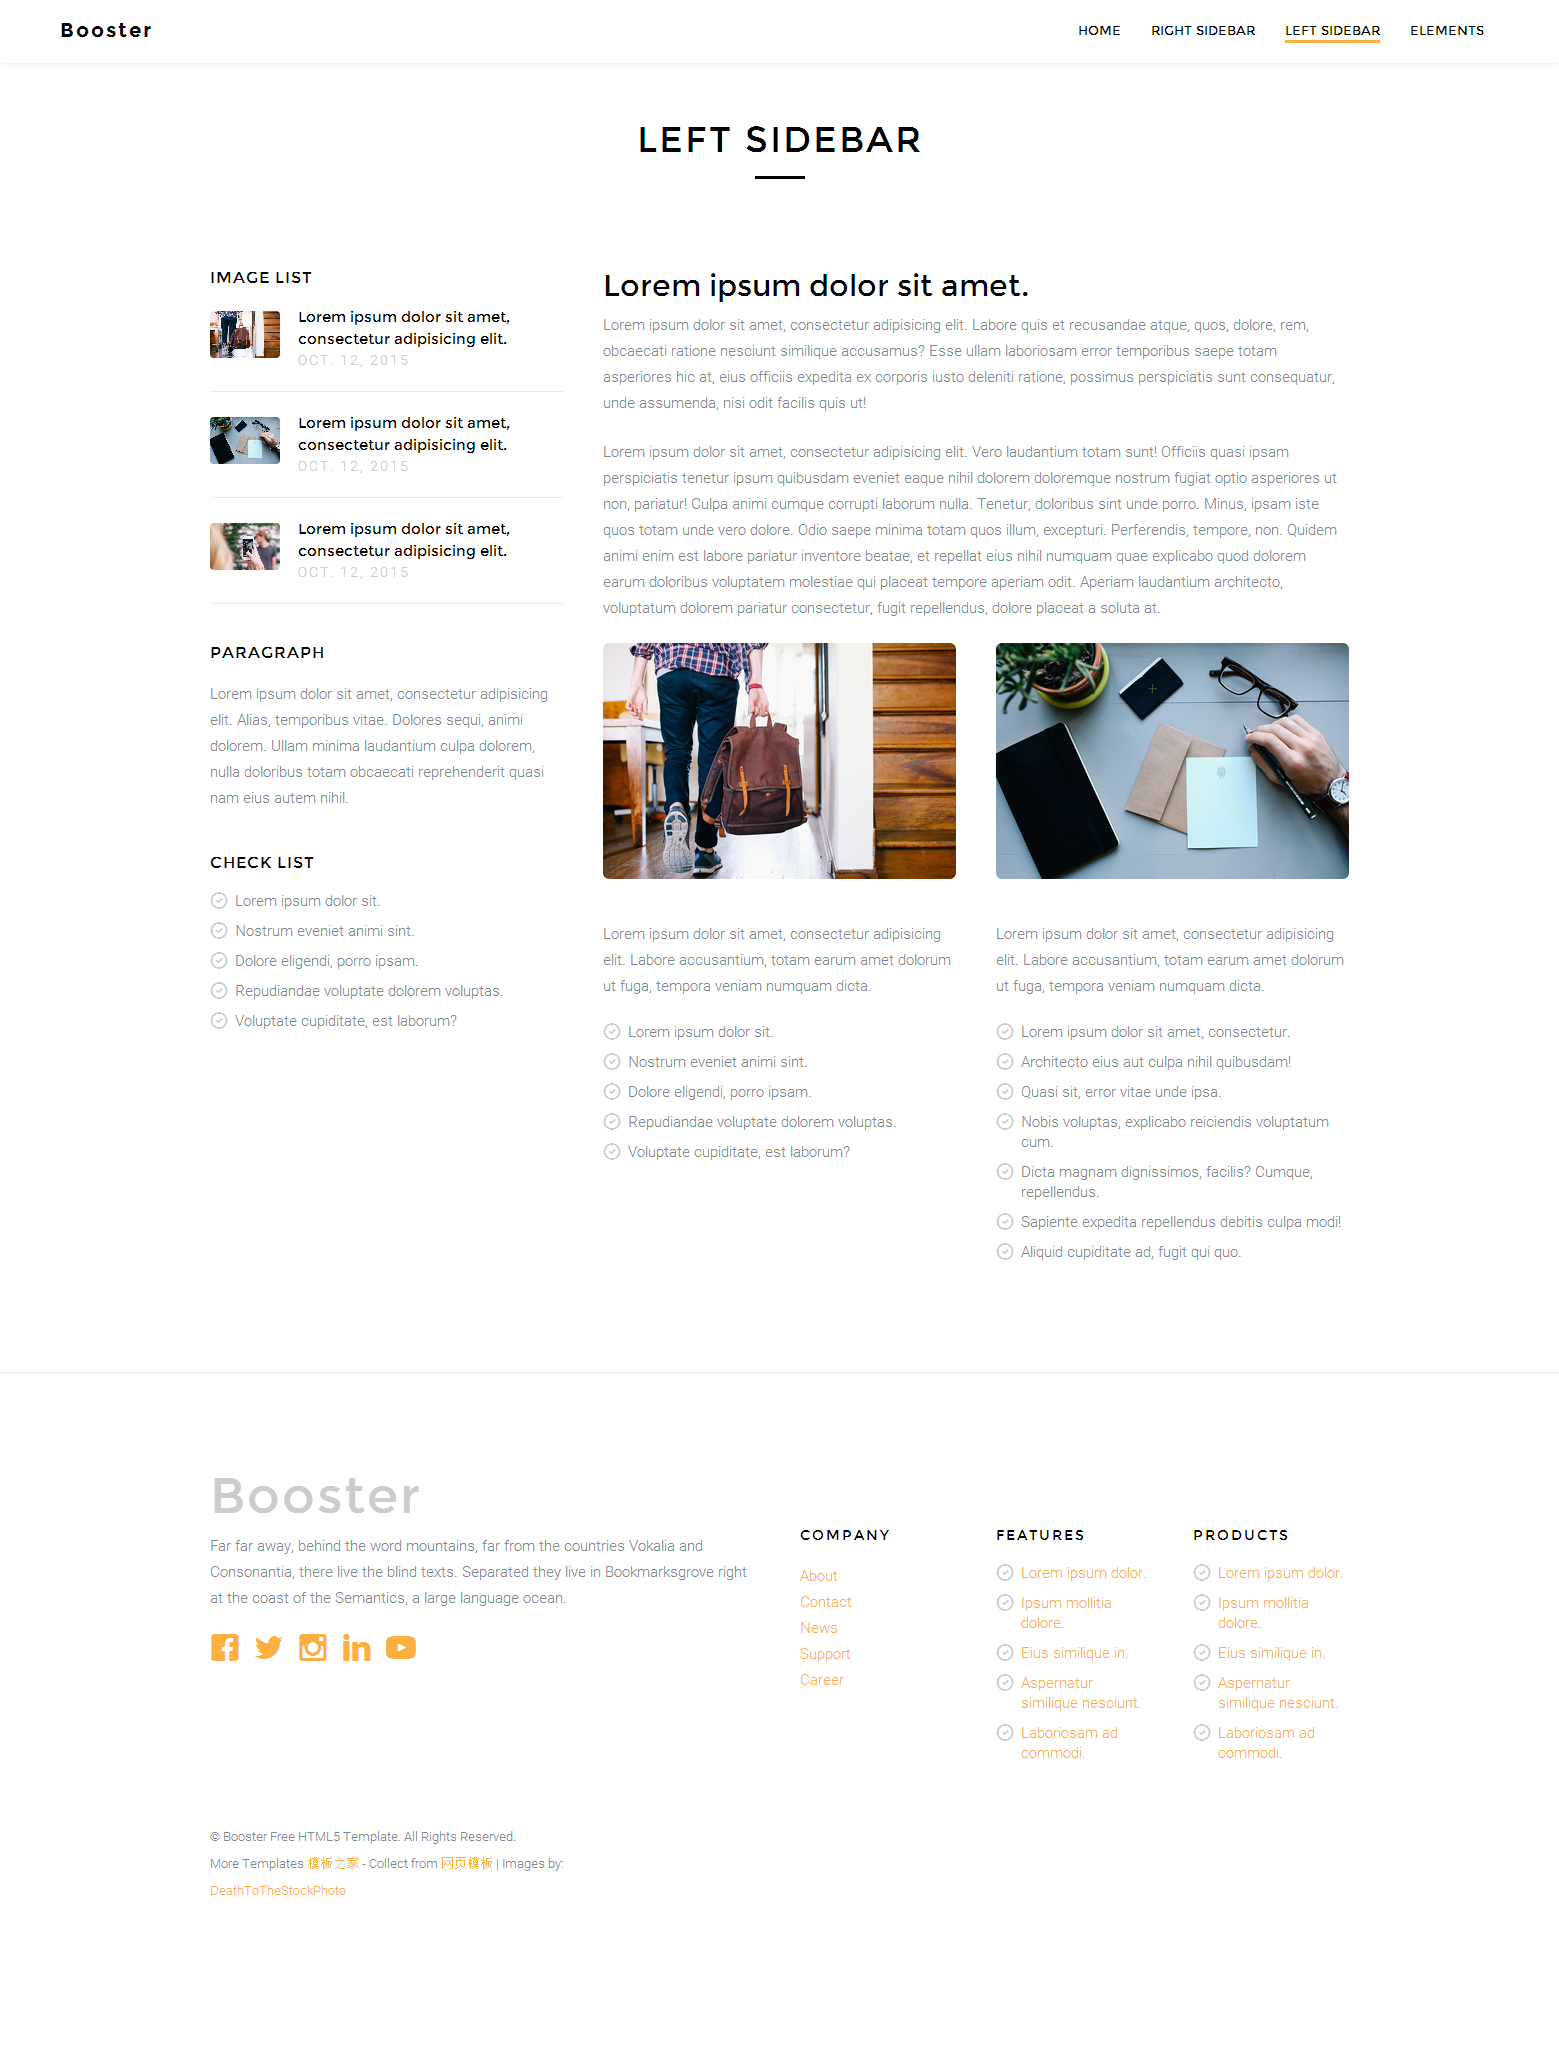 Booster
HOME
RIGHT SIDEBAR
LEFT SIDEBAR
ELEMENTS
LEFT SIDEBAR
IMAGE LIST
Lorem ipsum dolor sit amet,
consectetur adipisicing elit.
OCT. 12, 2015
Lorem ipsum dolor sit amet,
consectetur adipisicing elit.
OCT. 12, 2015
Lorem ipsum dolor sit amet,
consectetur adipisicing elit.
OCT. 12, 2015
PARAGRAPH
Lorem ipsum dolor sit amet, consectetur adipisicing
elit. Alias, temporibus vitae. Dolores sequi, animi
dolorem. Ullam minima laudantium culpa dolorem,
nulla doloribus totam obcaecati reprehenderit quasi
nam eius autem nihil.
CHECK LIST
Lorem ipsum dolor sit.
Nostrum eveniet animi sint.
Dolore eligendi, porro ipsam.
Repudiandae voluptate dolorem voluptas.
Voluptate cupiditate, est laborum?
Lorem ipsum dolor sit amet.
Lorem ipsum dolor sit amet, consectetur adipisicing elit. Labore quis et recusandae atque, quos, dolore, rem,
obcaecati ratione nesciunt similique accusamus? Esse ullam laboriosam error temporibus saepe totam
asperiores hic at, eius officiis expedita ex corporis iusto deleniti ratione, possimus perspiciatis sunt consequatur,
unde assumenda, nisi odit facilis quis ut!
Lorem ipsum dolor sit amet, consectetur adipisicing elit. Vero laudantium totam sunt! Officiis quasi ipsam
perspiciatis tenetur ipsum quibusdam eveniet eaque nihil dolorem doloremque nostrum fugiat optio asperiores ut
non, pariatur! Culpa animi cumque corrupti laborum nulla. Tenetur, doloribus sint unde porro. Minus, ipsam iste
quos totam unde vero dolore. Odio saepe minima totam quos illum, excepturi. Perferendis, tempore, non. Quidem
animi enim est labore pariatur inventore beatae, et repellat eius nihil numquam quae explicabo quod dolorem
earum doloribus voluptatem molestiae qui placeat tempore aperiam odit. Aperiam laudantium architecto,
voluptatum dolorem pariatur consectetur, fugit repellendus, dolore placeat a soluta at.
Lorem ipsum dolor sit amet, consectetur adipisicing
elit. Labore accusantium, totam earum amet dolorum
ut fuga, tempora veniam numquam dicta.
Lorem ipsum dolor sit.
Nostrum eveniet animi sint.
Dolore eligendi, porro ipsam.
Repudiandae voluptate dolorem voluptas.
Voluptate cupiditate, est laborum?
Lorem ipsum dolor sit amet, consectetur adipisicing
elit. Labore accusantium, totam earum amet dolorum
ut fuga, tempora veniam numquam dicta.
Lorem ipsum dolor sit amet, consectetur.
Architecto eius aut culpa nihil quibusdam!
Quasi sit, error vitae unde ipsa.
Nobis voluptas, explicabo reiciendis voluptatum
cum.
Dicta magnam dignissimos, facilis? Cumque,
repellendus.
Sapiente expedita repellendus debitis culpa modi!
Aliquid cupiditate ad, fugit qui quo.
Booster
Far far away, behind the word mountains, far from the countries Vokalia and
Consonantia, there live the blind texts. Separated they live in Bookmarksgrove right
at the coast of the Semantics, a large language ocean.
COMPANY
About
Contact
News
Support
Career
FEATURES
Lorem ipsum dolor.
Ipsum mollitia
dolore.
Eius similique in.
Aspernatur
similique nesciunt.
Laboriosam ad
commodi.
PRODUCTS
Lorem ipsum dolor.
Ipsum mollitia
dolore.
Eius similique in.
Aspernatur
similique nesciunt.
Laboriosam ad
commodi.
© Booster Free HTML5 Template. All Rights Reserved.
More Templates 模板之家 - Collect from 网页模板 | Images by:
DeathToTheStockPhoto